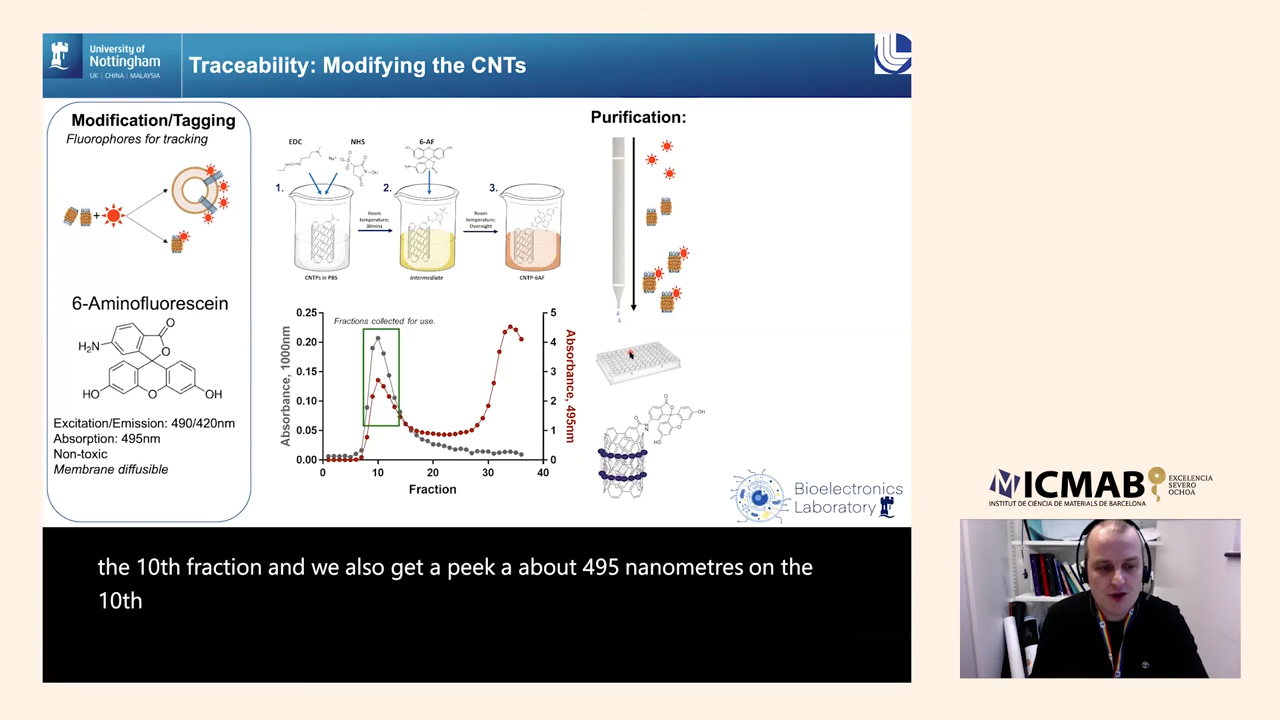 University of
Nottingham
UK | CHINA | MALAYSIA
Traceability: Modifying the CNTs
Modification/Tagging
Fluorophores for tracking
+
6-Aminofluorescein
H₂N
O
O
HO
O
OH
Excitation/Emission: 490/420nm
Absorption: 495nm
Non-toxic
Membrane diffusible
EDC
NHS
6-AF
1.
2.
3.
Room
temperature;
30mins
Room
temperature;
Overnight
CNTPs in PBS
Intermediate
CNTP-6AF
Fractions collected for use.
Absorbance, 1000nm
0.25
0.20
0.15
0.10
0.05
0.00
0
10
20
30
40
Fraction
5
4
3
2
1
0
Absorbance, 495nm
Purification:
Bioelectronics
Laboratory
the 10th fraction and we also get a peek a about 495 nanometres on the
10th
ICMAB
INSTITUT DE CIÈNCIA DE MATERIALS DE BARCELONA
EXCELENCIA
SEVERO
OCHOA